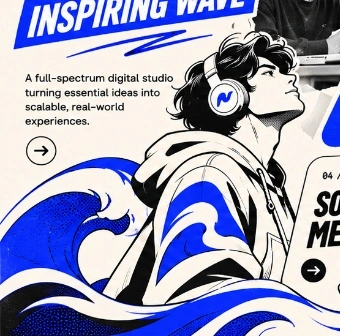 INSPIRING WAVE
A full-spectrum digital studio
turning essential ideas into
scalable, real-world
experiences.
04 /
SO
ME